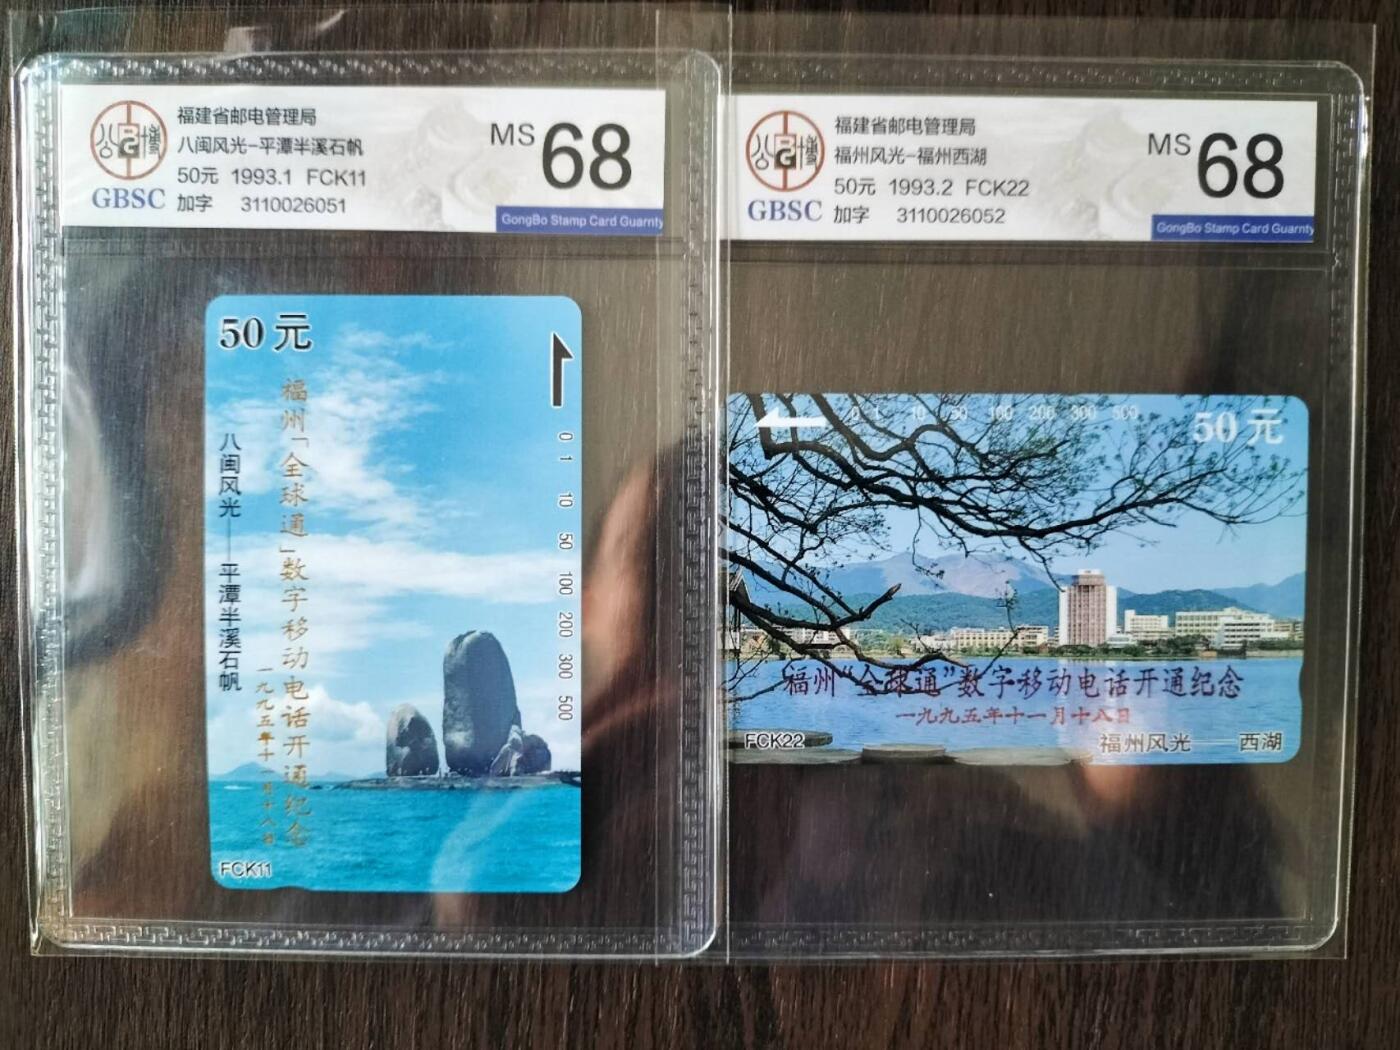 福建省邮电管理局
八闽风光-平潭半溪石帆
50元 1993.1 FCK11
加字 3110026051
GBSC
MS 68
GongBo Stamp Card Guarnty
50 元
福州「全球通」数字移动电话开通纪念
一九九五年十一月十八日
八闽风光——平潭半溪石帆
0 1 10 50 100 200 300 500
FCK11
福建省邮电管理局
福州风光-福州西湖
50元 1993.2 FCK22
加字 3110026052
GBSC
MS 68
GongBo Stamp Card Guarnty
0 1 10 50 100 200 300 500
50 元
福州“全球通”数字移动电话开通纪念
一九九五年十一月十八日
FCK22
福州风光——西湖